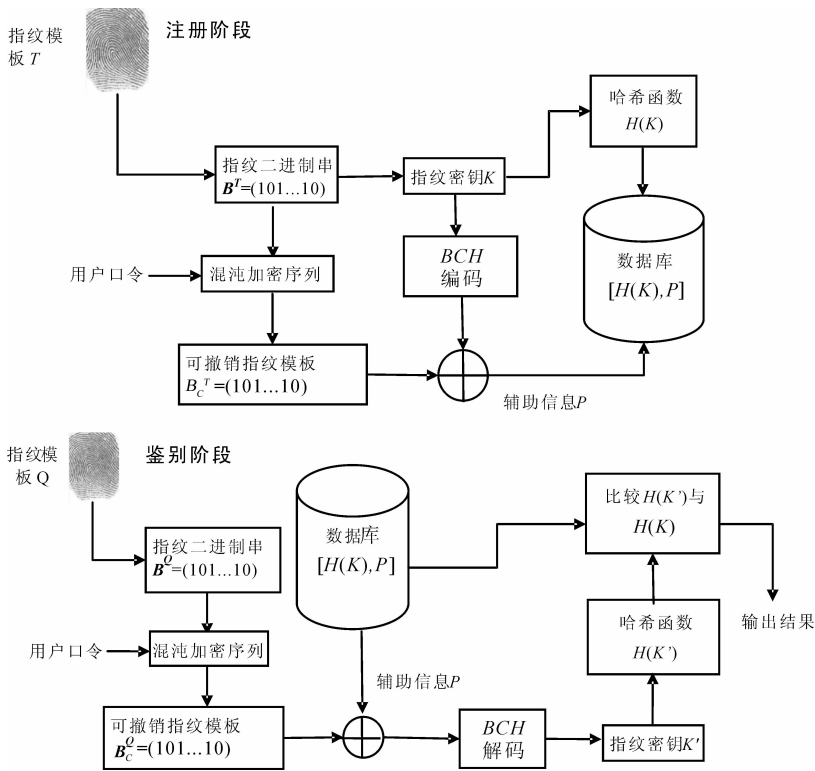 指纹模
板 T
注册阶段
哈希函数
H(K)
指纹二进制串
B^T=(101...10)
指纹密钥K
用户口令
混沌加密序列
BCH
编码
数据库
[H(K),P]
可撤销指纹模板
B_C^T=(101...10)
辅助信息P
指纹模
板 Q
鉴别阶段
指纹二进制串
B^Q=(101...10)
数据库
[H(K),P]
比较H(K')与
H(K)
用户口令
混沌加密序列
哈希函数
H(K')
输出结果
辅助信息P
可撤销指纹模板
B_C^Q=(101...10)
BCH
解码
指纹密钥K'